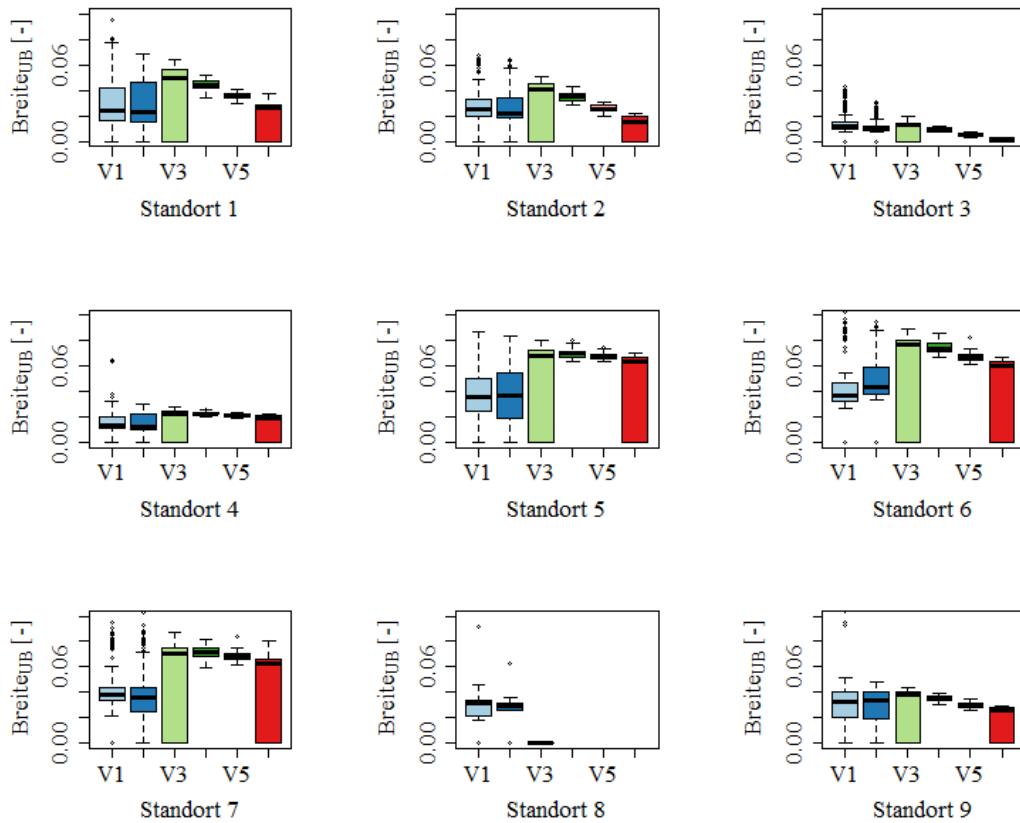 Breite_UB [-]
0.06
0.00
V1 V3 V5
Standort 1
Breite_UB [-]
0.06
0.00
V1 V3 V5
Standort 2
Breite_UB [-]
0.06
0.00
V1 V3 V5
Standort 3
Breite_UB [-]
0.06
0.00
V1 V3 V5
Standort 4
Breite_UB [-]
0.06
0.00
V1 V3 V5
Standort 5
Breite_UB [-]
0.06
0.00
V1 V3 V5
Standort 6
Breite_UB [-]
0.06
0.00
V1 V3 V5
Standort 7
Breite_UB [-]
0.06
0.00
V1 V3 V5
Standort 8
Breite_UB [-]
0.06
0.00
V1 V3 V5
Standort 9